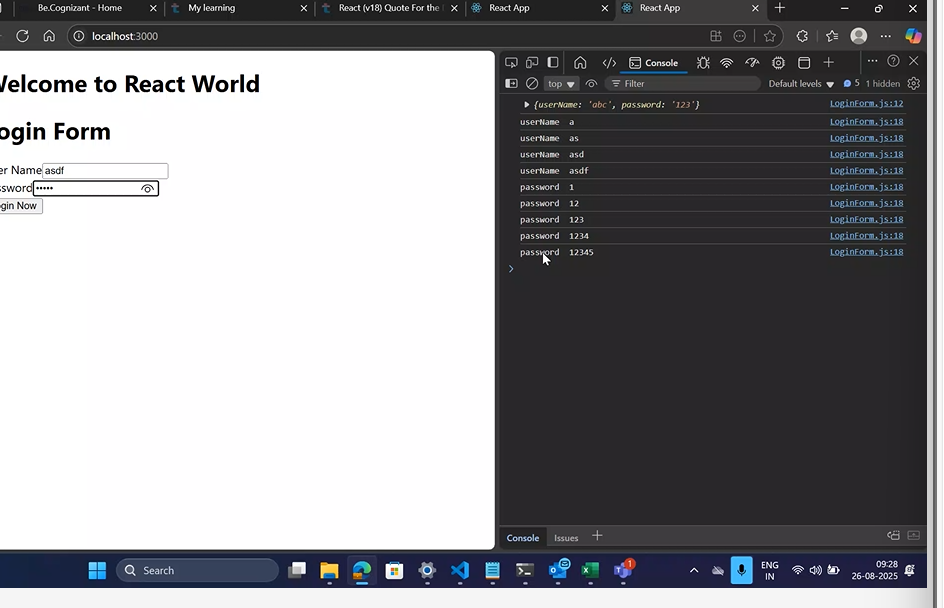 Be.Cognizant - Home
My learning
React (v18) Quote For the
React App
React App
localhost:3000
Welcome to React World
ogin Form
er Name asdf
ssword •••••
gin Now
Console
top
Filter
Default levels
5
1 hidden
{userName: 'abc', password: '123'} LoginForm.js:12
userName a LoginForm.js:18
userName as LoginForm.js:18
userName asd LoginForm.js:18
userName asdf LoginForm.js:18
password 1 LoginForm.js:18
password 12 LoginForm.js:18
password 123 LoginForm.js:18
password 1234 LoginForm.js:18
password 12345 LoginForm.js:18
Console Issues
Search
1
ENG
IN
09:28
26-08-2025